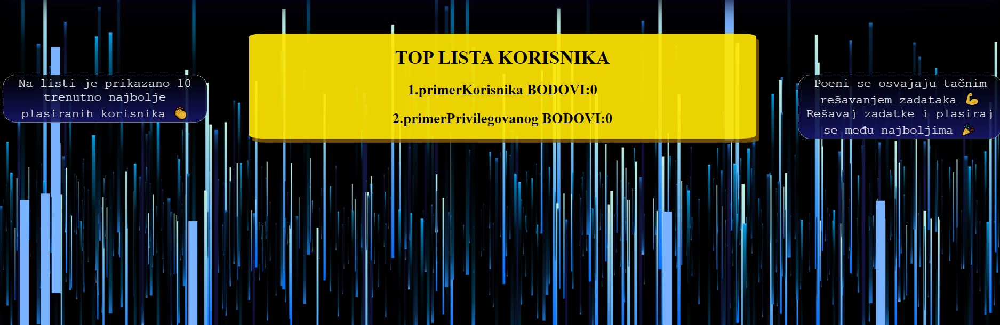 TOP LISTA KORISNIKA
1.primerKorisnika BODOVI:0
2.primerPrivilegovanog BODOVI:0
Na listi je prikazano 10
trenutno najbolje
plasiranih korisnika 👏
Poeni se osvajaju tačnim
rešavanjem zadataka 💪
Rešavaj zadatke i plasiraj
se među najboljima 🎉